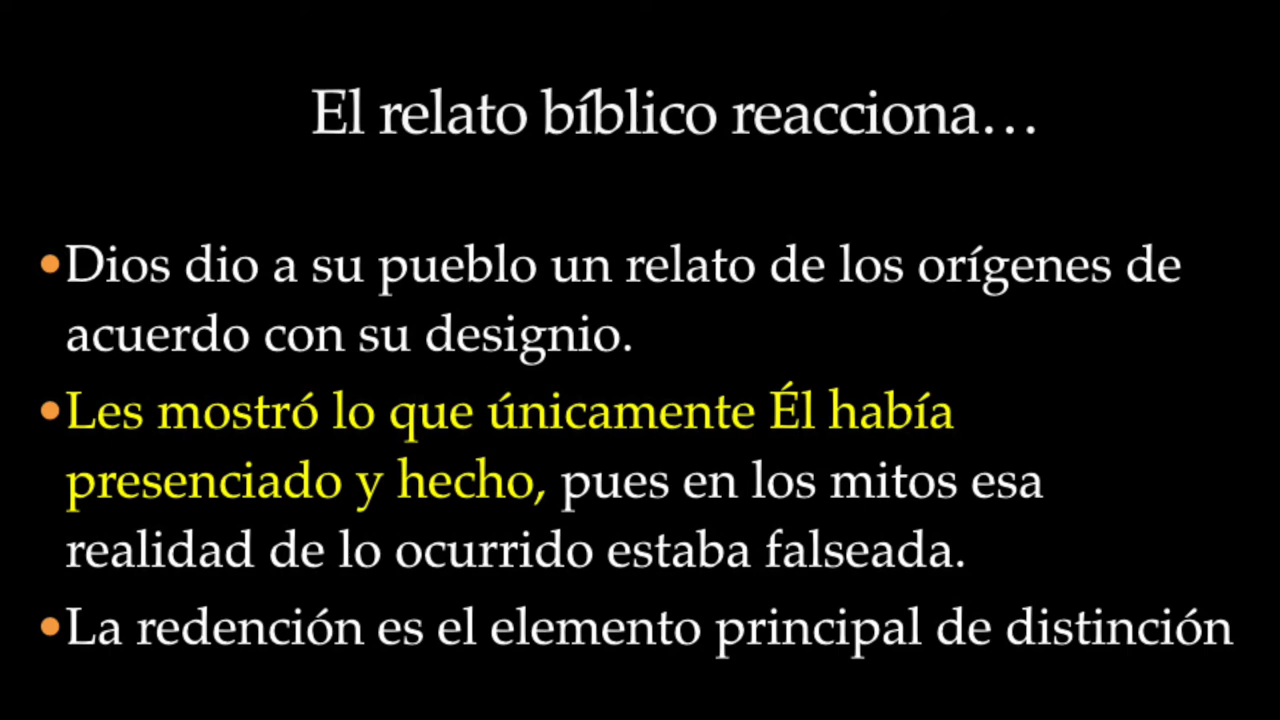 El relato bíblico reacciona…
•Dios dio a su pueblo un relato de los orígenes de
acuerdo con su designio.
•Les mostró lo que únicamente Él había
presenciado y hecho, pues en los mitos esa
realidad de lo ocurrido estaba falseada.
•La redención es el elemento principal de distinción